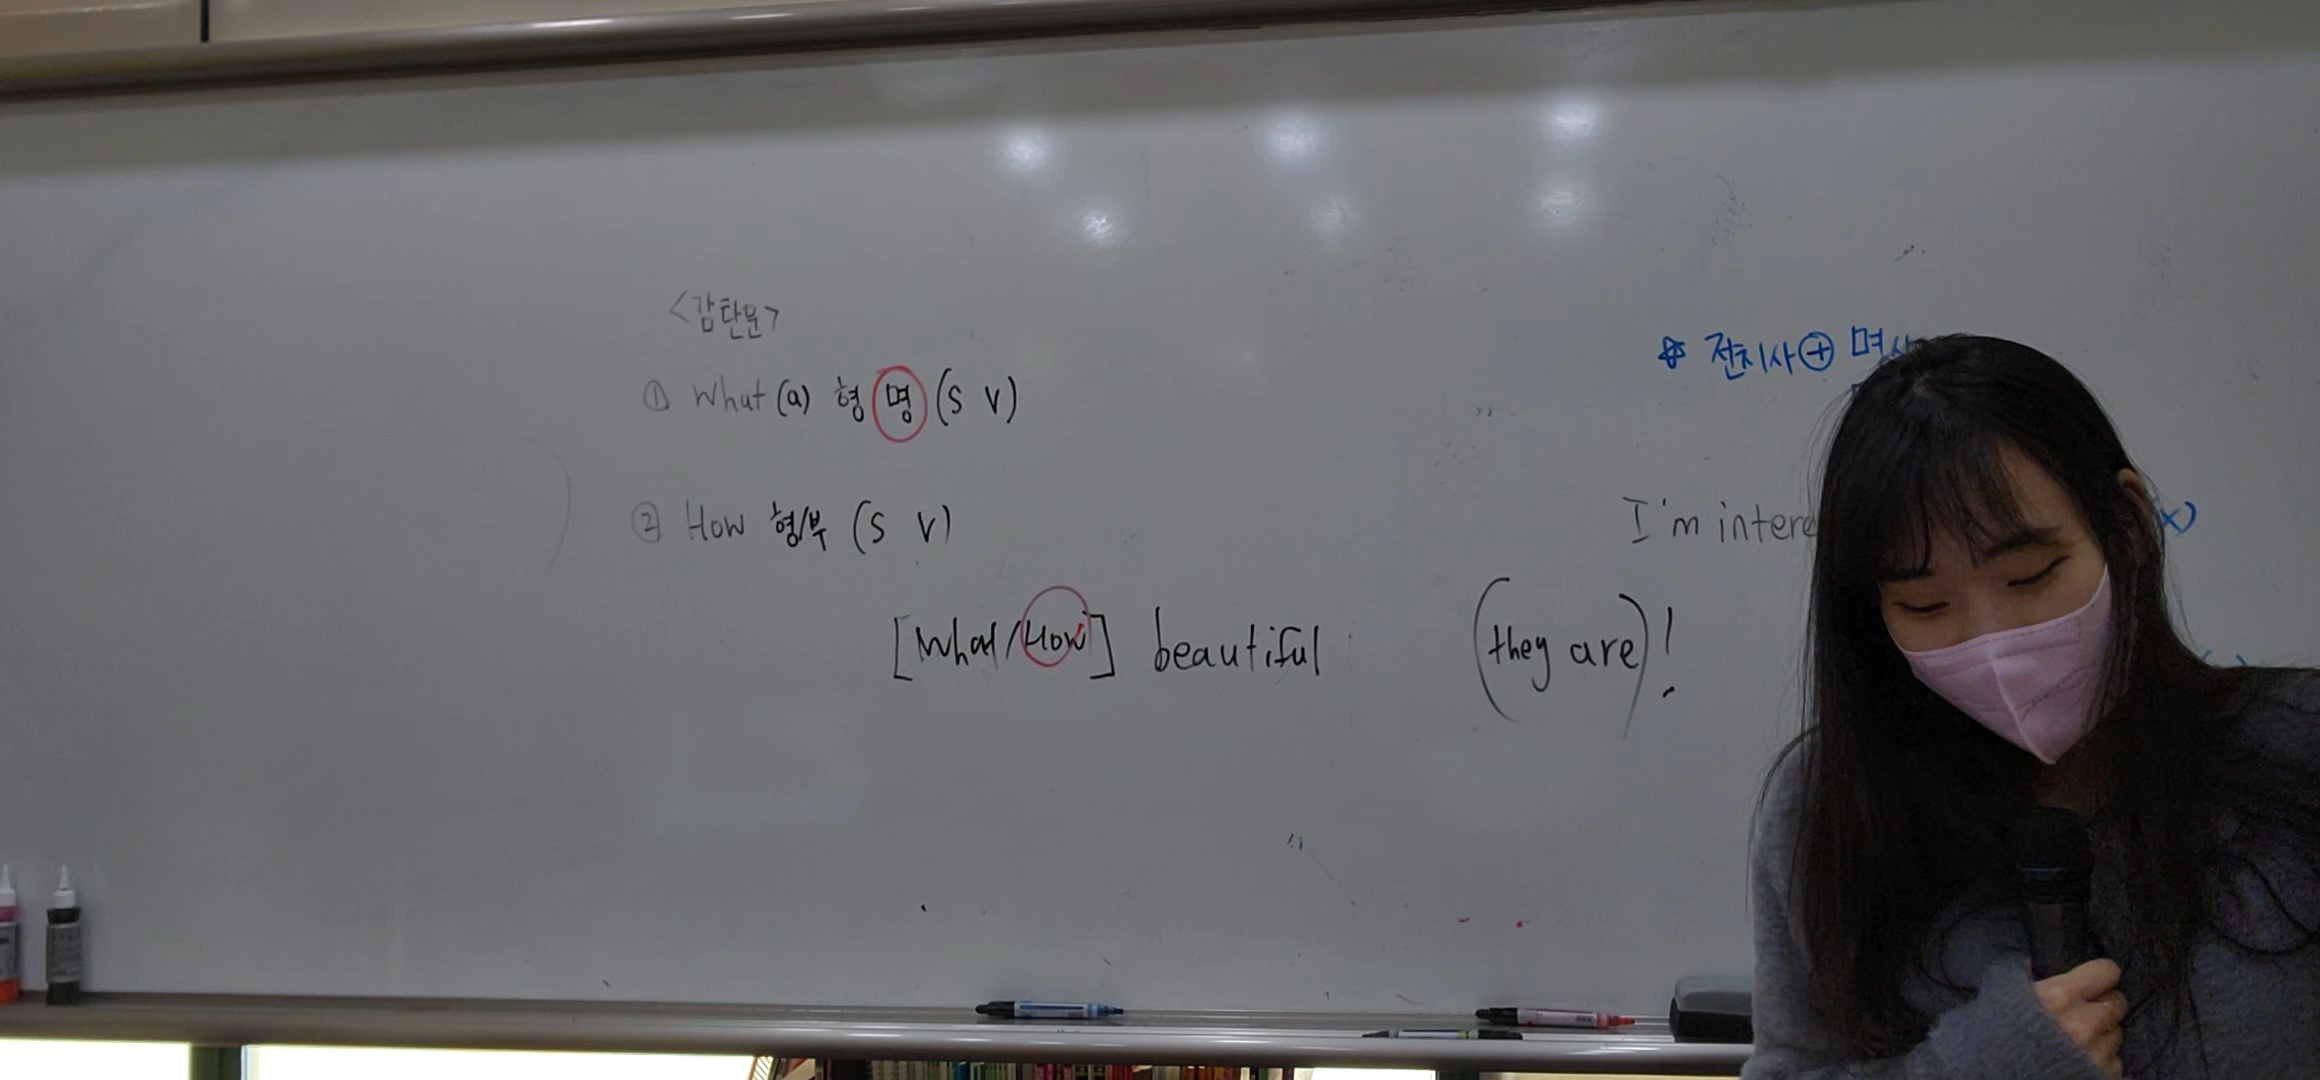 <감탄문>
① What (a) 형 명 (S V)
② How 형/부 (S V)
[What/How] beautiful (they are)!
☆ 전치사 ⊕ 명사
I'm intere
x)